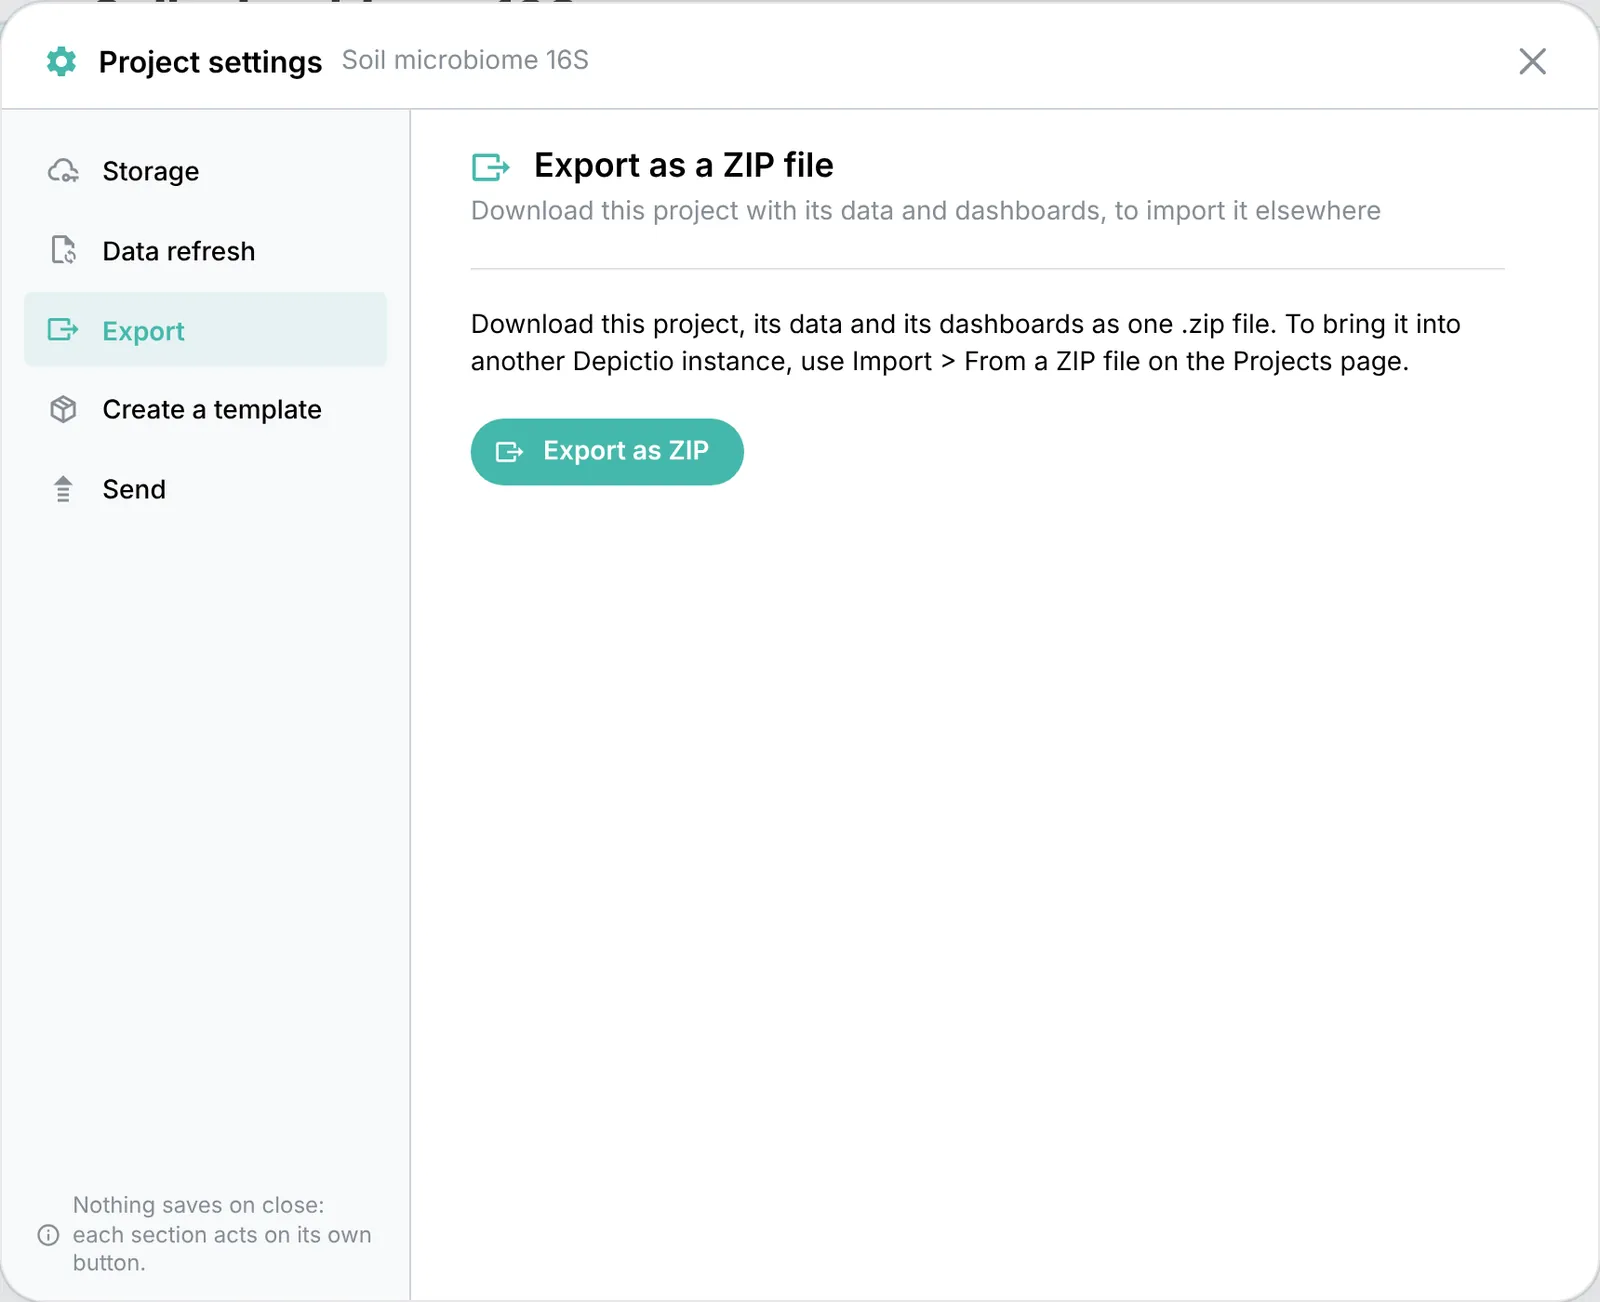 Project settings
Soil microbiome 16S
Storage
Data refresh
Export
Create a template
Send
Nothing saves on close:
each section acts on its own
button.
Export as a ZIP file
Download this project with its data and dashboards, to import it elsewhere
Download this project, its data and its dashboards as one .zip file. To bring it into
another Depictio instance, use Import > From a ZIP file on the Projects page.
Export as ZIP